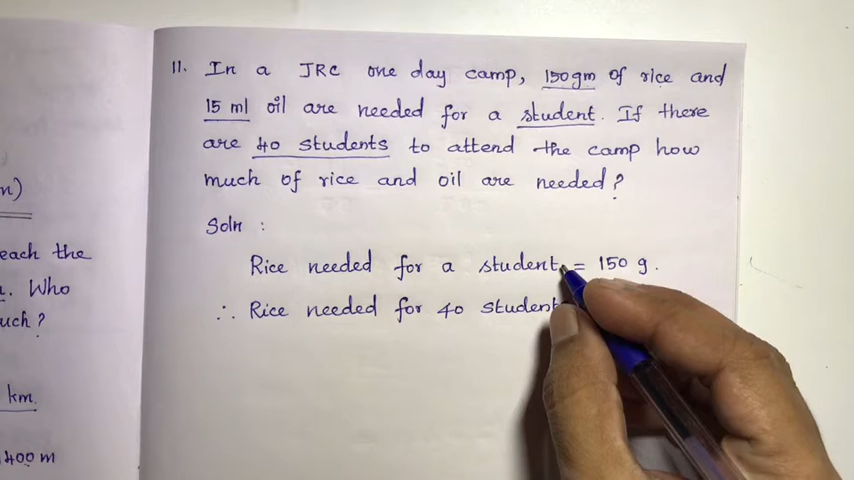 n)
each the
. Who
uch?
km.
400 m
11. In a JRC one day camp, 150gm of rice and
15 ml oil are needed for a student. If there
are 40 students to attend the camp how
much of rice and oil are needed?
Soln :
Rice needed for a student = 150 g.
∴ Rice needed for 40 student